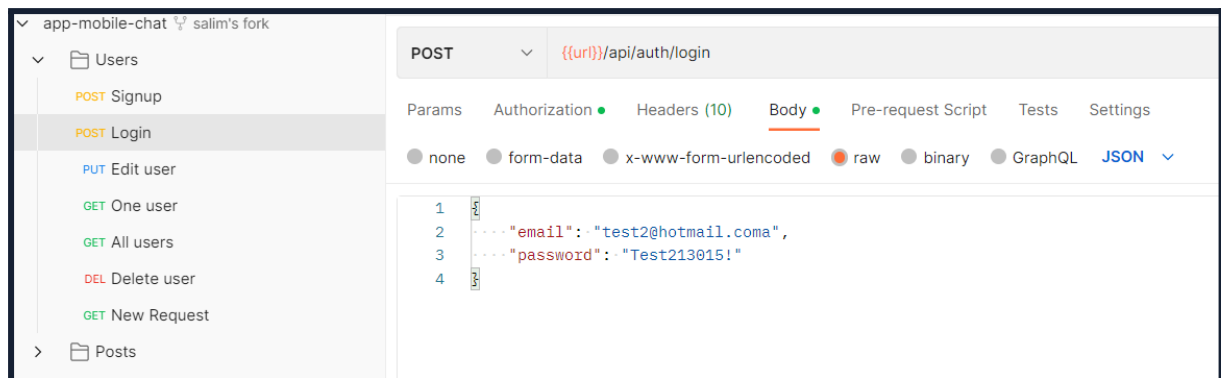 app-mobile-chat salim's fork
Users
POST Signup
POST Login
PUT Edit user
GET One user
GET All users
DEL Delete user
GET New Request
Posts
POST {{url}}/api/auth/login
Params Authorization Headers (10) Body Pre-request Script Tests Settings
none form-data x-www-form-urlencoded raw binary GraphQL JSON
1 {
2 "email": "test2@hotmail.coma",
3 "password": "Test213015!"
4 }